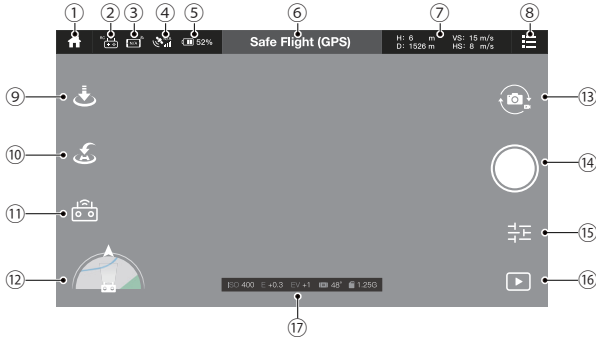 ① ② ③ ④ ⑤ ⑥ ⑦ ⑧
52%
Safe Flight (GPS)
H: 6 m VS: 15 m/s
D: 1526 m HS: 8 m/s
⑨ ⑬
⑩ ⑭
⑪ ⑮
⑫ ⑯
ISO 400 E +0.3 EV +1 48° 1.25G
⑰